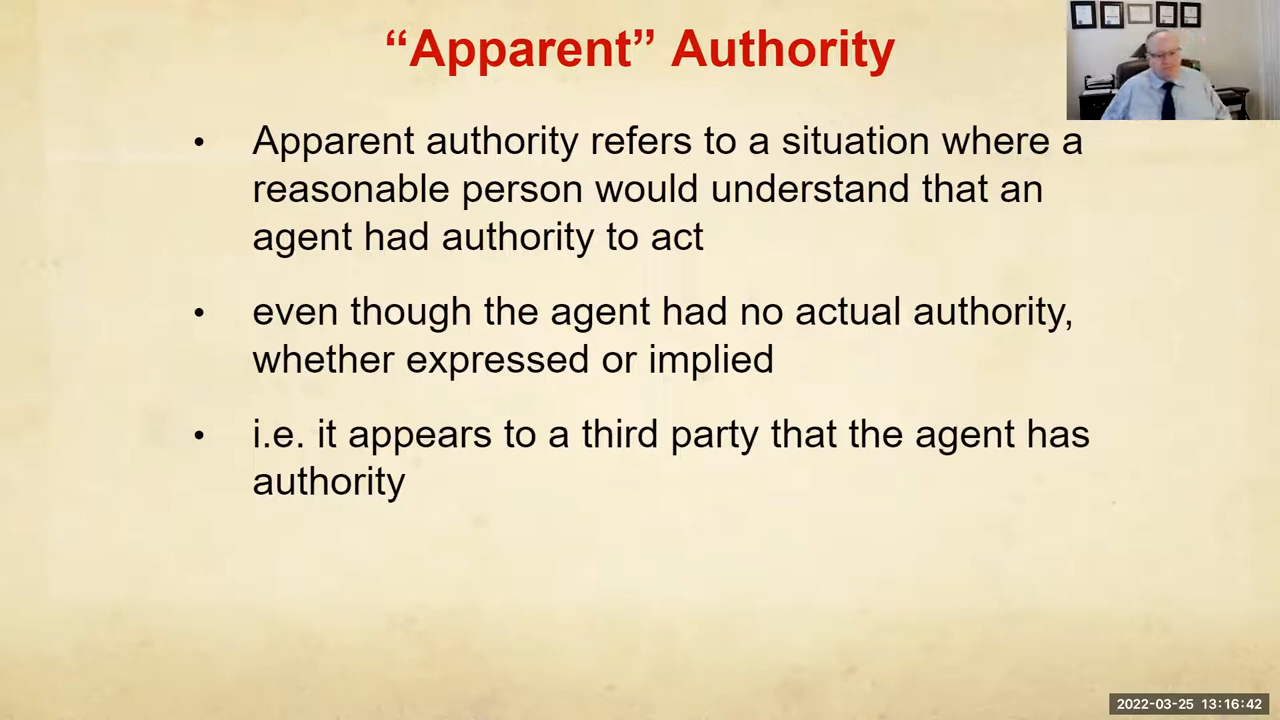 “Apparent” Authority
• Apparent authority refers to a situation where a
reasonable person would understand that an
agent had authority to act
• even though the agent had no actual authority,
whether expressed or implied
• i.e. it appears to a third party that the agent has
authority
2022-03-25 13:16:42